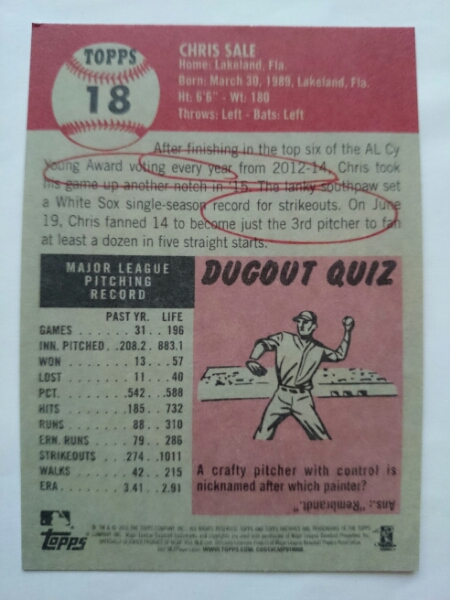 TOPPS
18
CHRIS SALE
Home: Lakeland, Fla.
Born: March 30, 1989, Lakeland, Fla.
Ht: 6'6" - Wt: 180
Throws: Left - Bats: Left
After finishing in the top six of the AL Cy
Young Award voting every year from 2012-14, Chris took
his game up another notch in '15. The lanky southpaw set
a White Sox single-season record for strikeouts. On June
19, Chris fanned 14 to become just the 3rd pitcher to fan
at least a dozen in five straight starts.
MAJOR LEAGUE
PITCHING
RECORD
PAST YR. LIFE
GAMES 31 196
INN. PITCHED 208.2 883.1
WON 13 57
LOST 11 40
PCT. .542 .588
HITS 185 732
RUNS 88 310
ERN. RUNS 79 286
STRIKEOUTS 274 1011
WALKS 42 215
ERA 3.41 2.91
DUGOUT QUIZ
A crafty pitcher with control is
nicknamed after which painter?
Ans.: "Rembrandt."
topps